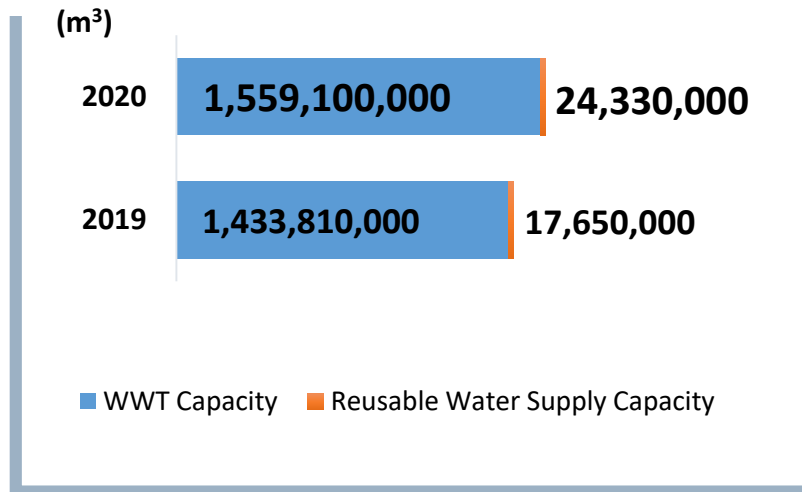 (m³)
2020 1,559,100,000 24,330,000
2019 1,433,810,000 17,650,000
WWT Capacity Reusable Water Supply Capacity